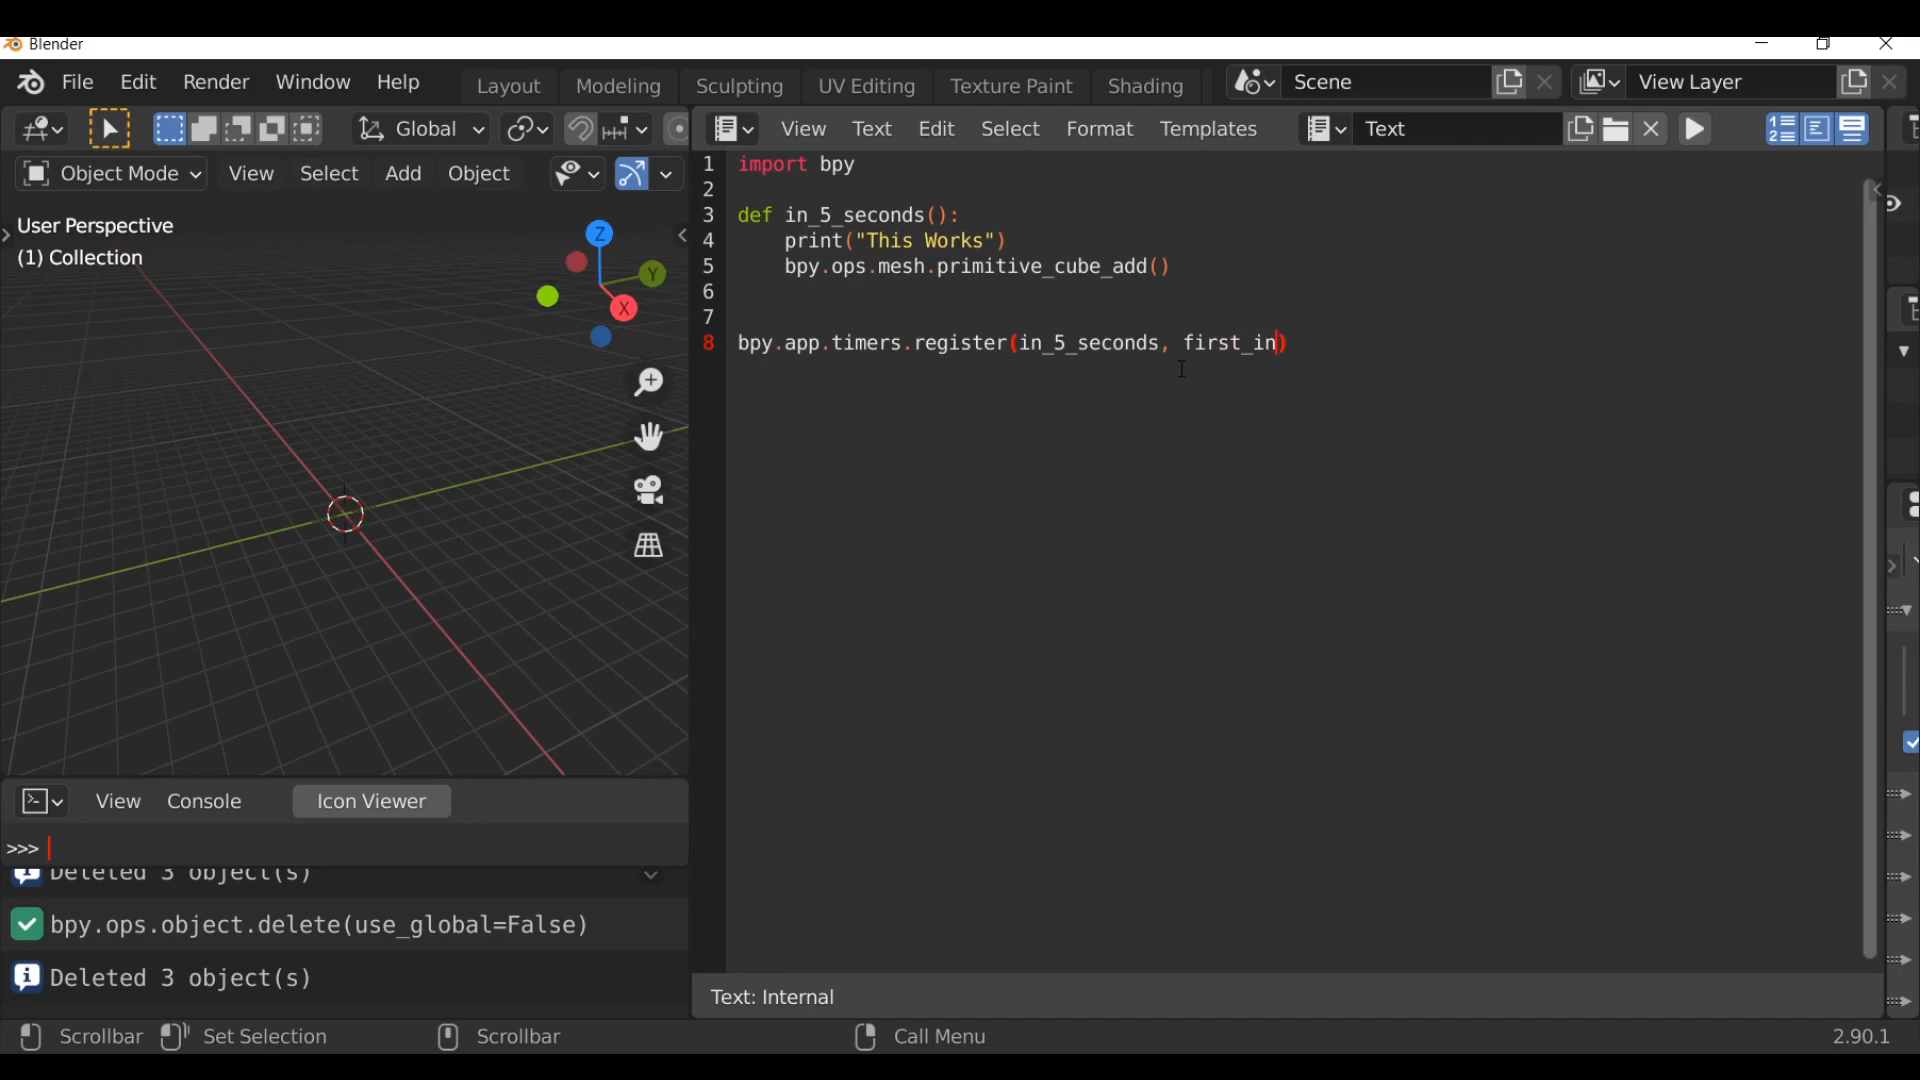 Blender
File Edit Render Window Help Layout Modeling Sculpting UV Editing Texture Paint Shading Scene View Layer
Global View Text Edit Select Format Templates Text
Object Mode View Select Add Object
User Perspective
(1) Collection
Z
Y
X
1 import bpy
2
3 def in_5_seconds():
4 print("This Works")
5 bpy.ops.mesh.primitive_cube_add()
6
7
8 bpy.app.timers.register(in_5_seconds, first_in)
View Console Icon Viewer
>>>
Deleted 3 object(s)
bpy.ops.object.delete(use_global=False)
Deleted 3 object(s)
Text: Internal
Scrollbar Set Selection Scrollbar Call Menu 2.90.1